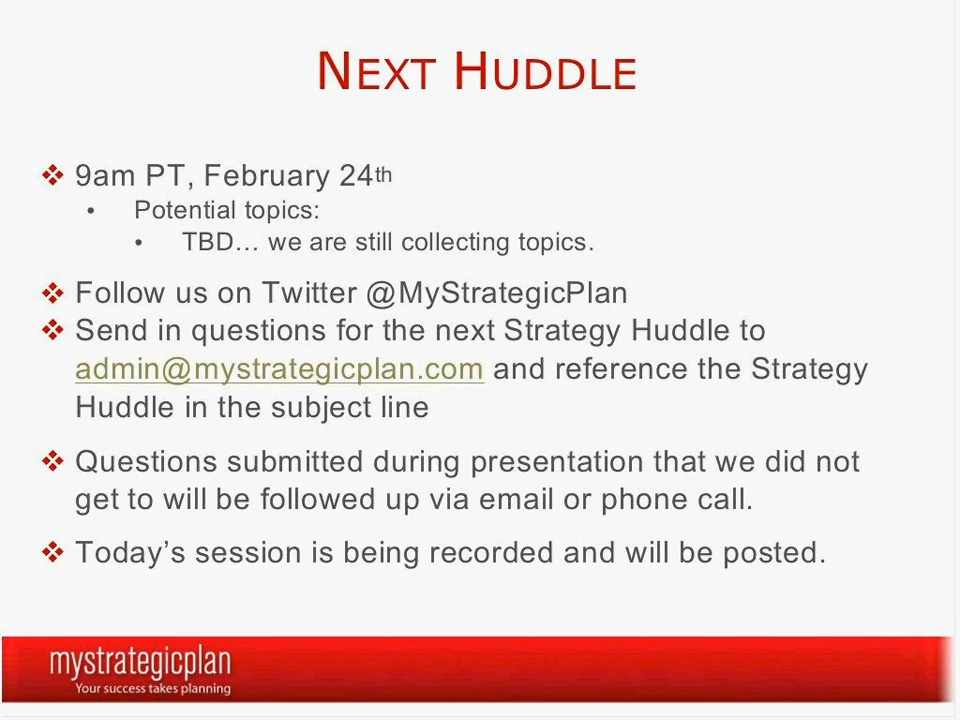 NEXT HUDDLE
❖ 9am PT, February 24th
• Potential topics:
• TBD… we are still collecting topics.
❖ Follow us on Twitter @MyStrategicPlan
❖ Send in questions for the next Strategy Huddle to
admin@mystrategicplan.com and reference the Strategy
Huddle in the subject line
❖ Questions submitted during presentation that we did not
get to will be followed up via email or phone call.
❖ Today’s session is being recorded and will be posted.
mystrategicplan
Your success takes planning